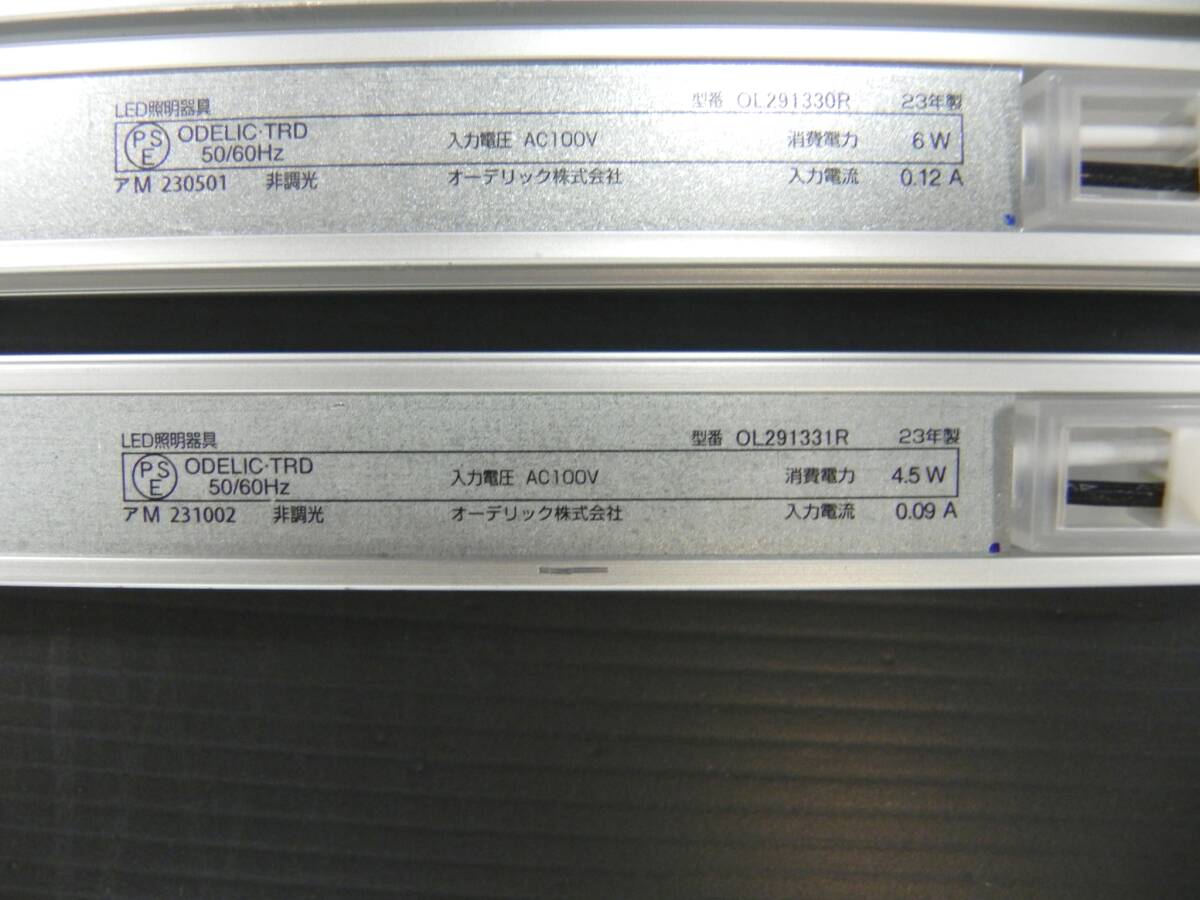 LED照明器具 型番 OL291330R 23年製
PSE ODELIC･TRD
50/60Hz 入力電圧 AC100V 消費電力 6 W
アM 230501 非調光 オーデリック株式会社 入力電流 0.12 A
LED照明器具 型番 OL291331R 23年製
PSE ODELIC･TRD
50/60Hz 入力電圧 AC100V 消費電力 4.5 W
アM 231002 非調光 オーデリック株式会社 入力電流 0.09 A